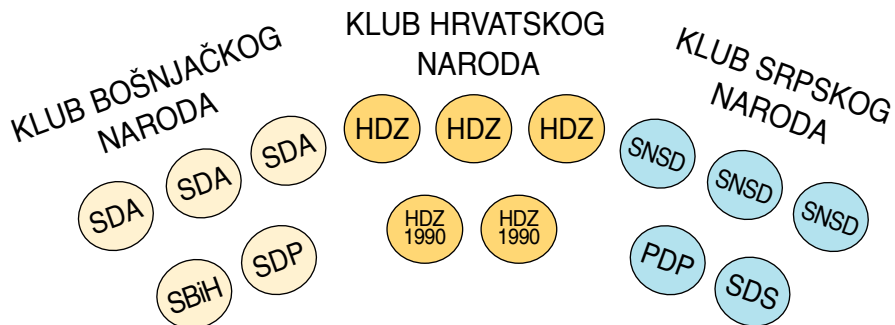 KLUB BOŠNJAČKOG
NARODA
SDA
SDA
SDA
SBiH
SDP
KLUB HRVATSKOG
NARODA
HDZ
HDZ
HDZ
HDZ
1990
HDZ
1990
KLUB SRPSKOG
NARODA
SNSD
SNSD
SNSD
PDP
SDS